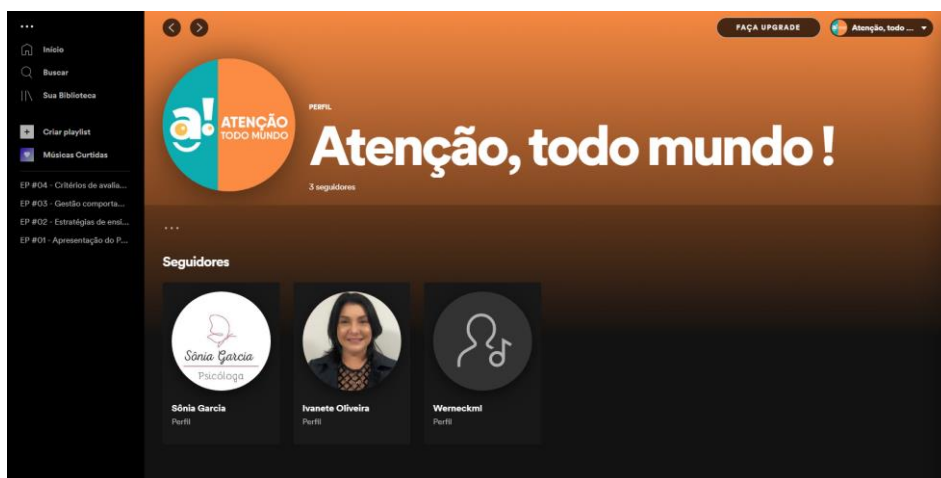 Início
Buscar
Sua Biblioteca
Criar playlist
Músicas Curtidas
EP #04 - Critérios de avalia...
EP #03 - Gestão comporta...
EP #02 - Estratégias de ensi...
EP #01 - Apresentação do P...
FAÇA UPGRADE
Atenção, todo ...
a!
ATENÇÃO
TODO MUNDO
PERFIL
Atenção, todo mundo !
3 seguidores
Seguidores
Sônia Garcia
Psicóloga
Sônia Garcia
Perfil
Ivanete Oliveira
Perfil
Werneckml
Perfil